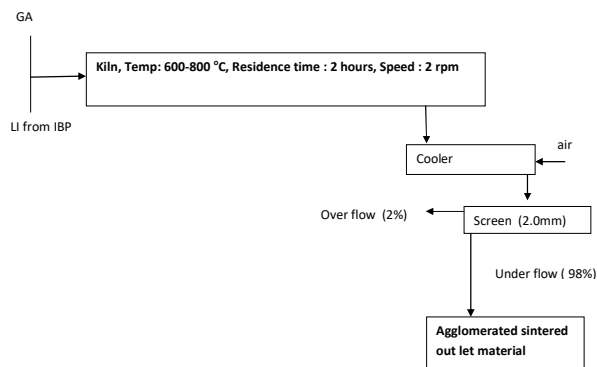 GA
Kiln, Temp: 600-800 °C, Residence time : 2 hours, Speed : 2 rpm
LI from IBP
air
Cooler
Over flow (2%)
Screen (2.0mm)
Under flow ( 98%)
Agglomerated sintered
out let material